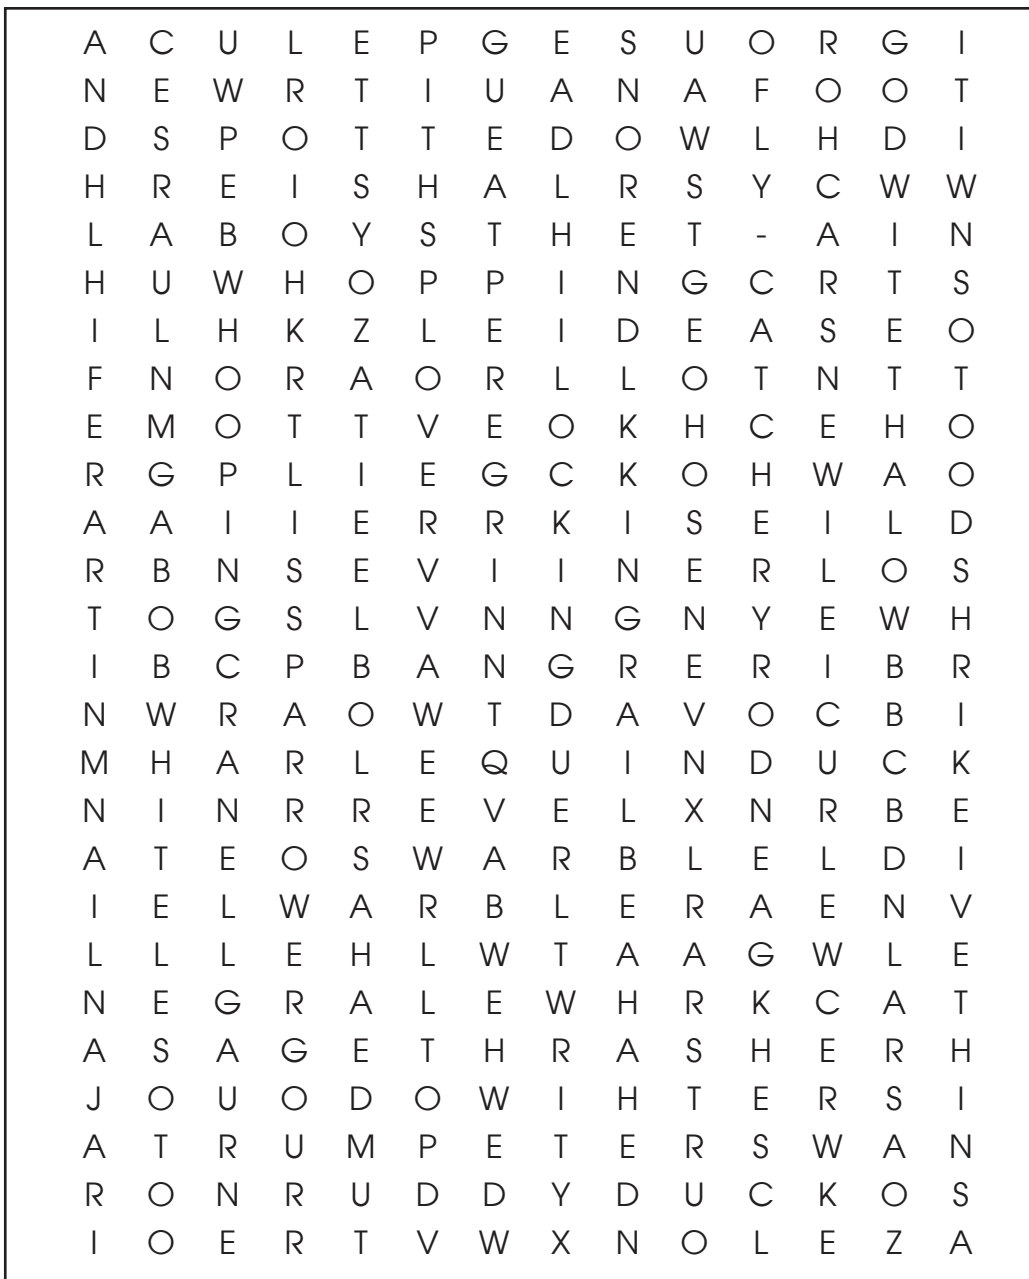 A C U L E P G E S U O R G I
N E W R T I U A N A F O O T
D S P O T T E D O W L H D I
H R E I S H A L R S Y C W W
L A B O Y S T H E T - A I N
H U W H O P P I N G C R T S
I L H K Z L E I D E A S E O
F N O R A O R L L O T N T T
E M O T T V E O K H C E H O
R G P L I E G C K O H W A O
A A I I E R R K I S E I L D
R B N S E V I I N E R L O S
T O G S L V N N G N Y E W H
I B C P B A N G R E R I B R
N W R A O W T D A V O C B I
M H A R L E Q U I N D U C K
N I N R R E V E L X N R B E
A T E O S W A R B L E L D I
I E L W A R B L E R A E N V
L L L E H L W T A A G W L E
N E G R A L E W H R K C A T
A S A G E T H R A S H E R H
J O U O D O W I H T E R S I
A T R U M P E T E R S W A N
R O N R U D D Y D U C K O S
I O E R T V W X N O L E Z A